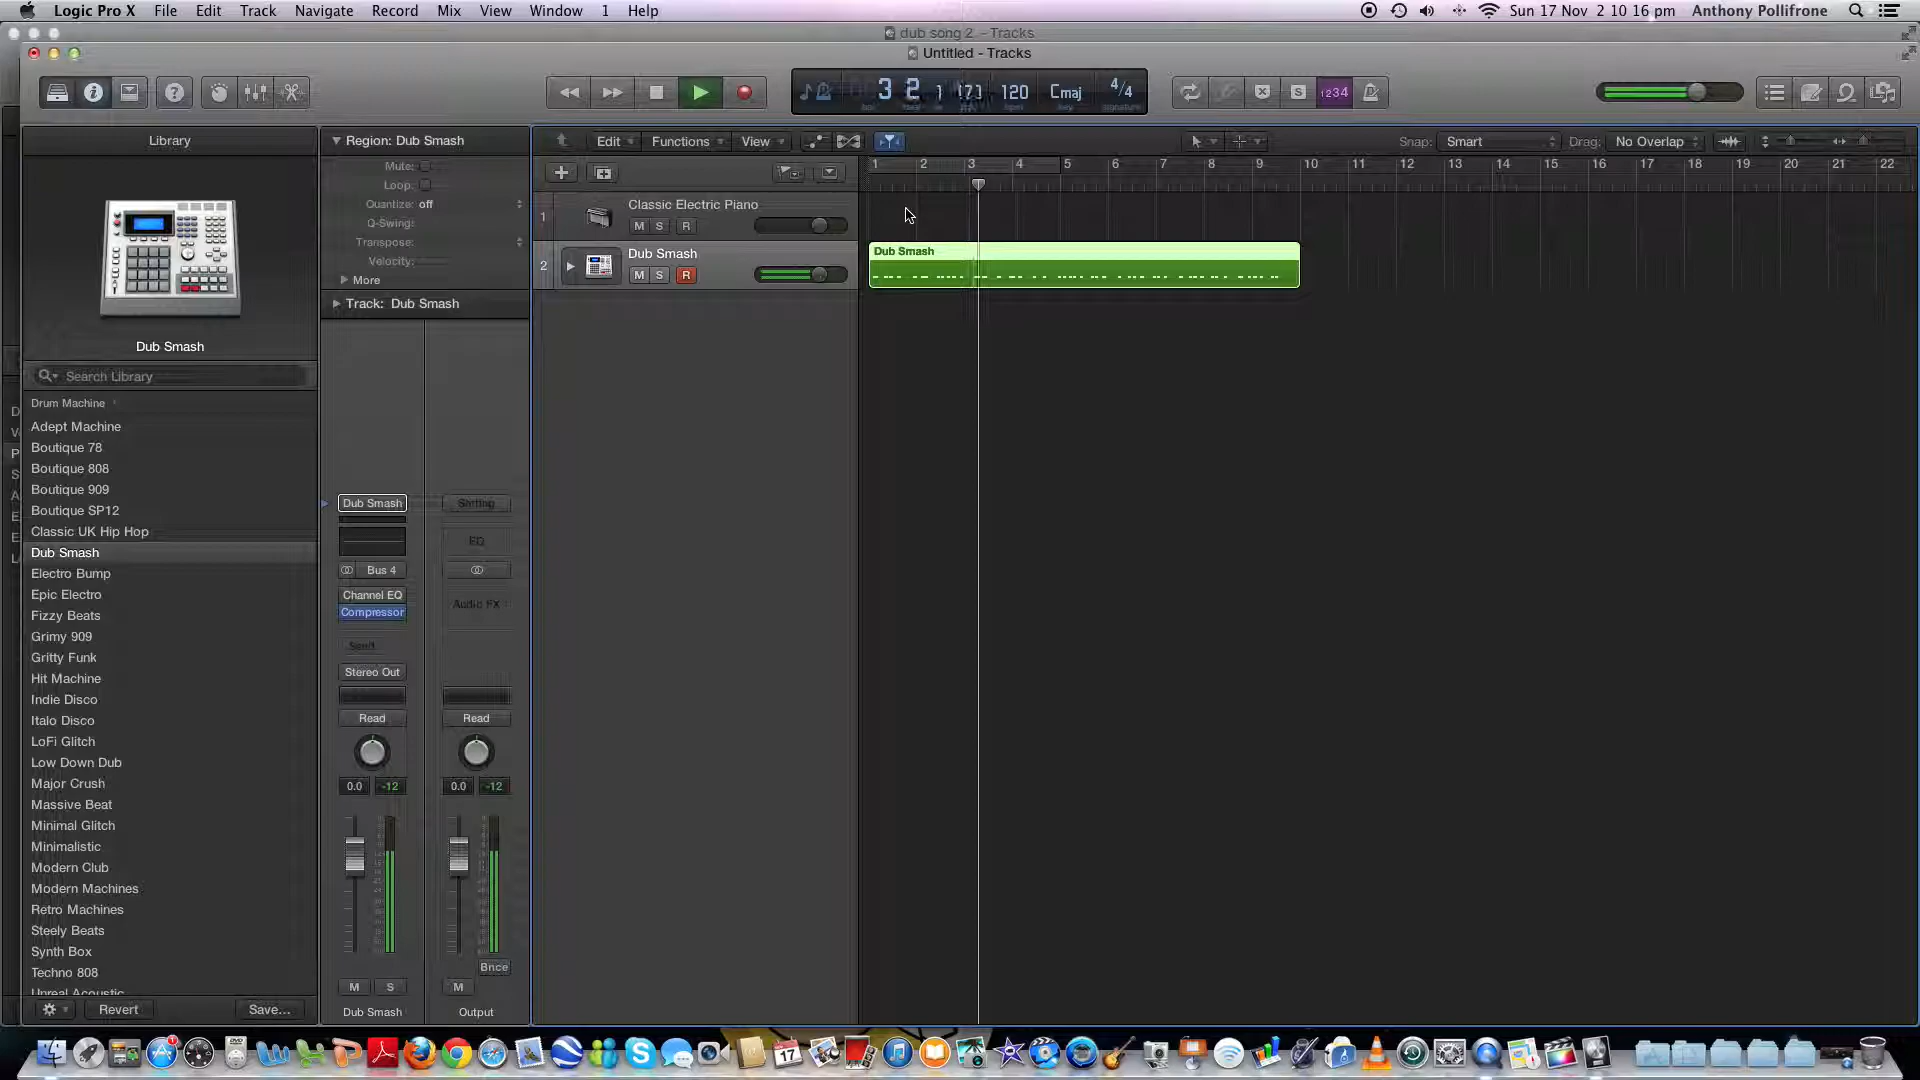 Logic Pro X File Edit Track Navigate Record Mix View Window 1 Help Sun 17 Nov 2 10 16 pm Anthony Pollifrone
dub song 2 - Tracks
Untitled - Tracks
3 2 1 171 120 Cmaj 4/4
bpm key signature
S 1234
Library
Region: Dub Smash
Edit Functions View
Snap: Smart Drag: No Overlap
Mute:
Loop:
Quantize: off
Q-Swing:
Transpose:
Velocity:
More
Track: Dub Smash
1 2 3 4 5 6 7 8 9 10 11 12 13 14 15 16 17 18 19 20 21 22
1 Classic Electric Piano
M S R
2 Dub Smash
M S R
Dub Smash
Dub Smash
Search Library
Drum Machine
Adept Machine
Boutique 78
Boutique 808
Boutique 909
Boutique SP12
Classic UK Hip Hop
Dub Smash
Electro Bump
Epic Electro
Fizzy Beats
Grimy 909
Gritty Funk
Hit Machine
Indie Disco
Italo Disco
LoFi Glitch
Low Down Dub
Major Crush
Massive Beat
Minimal Glitch
Minimalistic
Modern Club
Modern Machines
Retro Machines
Steely Beats
Synth Box
Techno 808
Unreal Acoustic
Revert Save...
Dub Smash Setting
EQ
Bus 4
Channel EQ
Compressor
Audio FX
Send
Stereo Out
Read Read
0.0 -12 0.0 -12
Bnce
M S M
Dub Smash Output
17